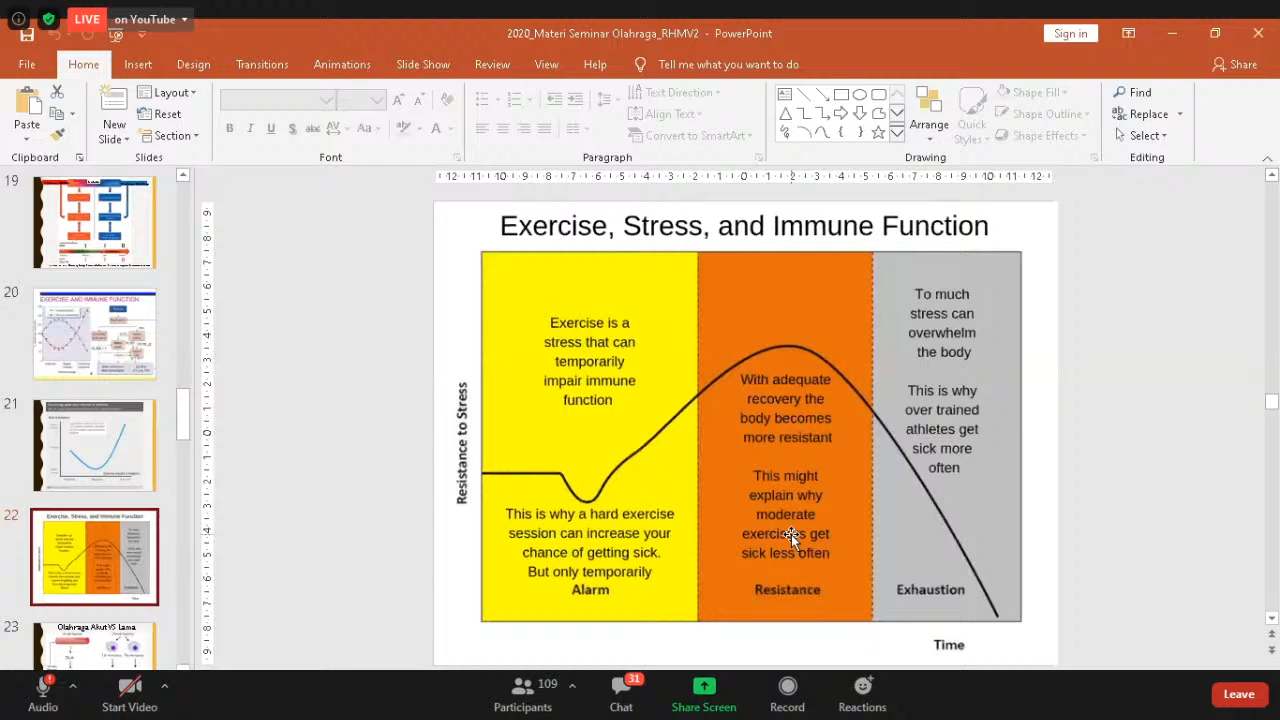 LIVE on YouTube
2020_Materi Seminar Olahraga_RHMV2 - PowerPoint
Sign in
File Home Insert Design Transitions Animations Slide Show Review View Help Tell me what you want to do Share
Paste
New Slide
Layout
Reset
Section
B I U S abc AV Aa A
Text Direction
Align Text
Convert to SmartArt
Arrange
Quick Styles
Shape Fill
Shape Outline
Shape Effects
Find
Replace
Select
Clipboard Slides Font Paragraph Drawing Editing
19
20
EXERCISE AND IMMUNE FUNCTION
21
22
Exercise, Stress, and Immune Function
23
Olahraga Akut VS Lama
Exercise, Stress, and Immune Function
Resistance to Stress
Exercise is a
stress that can
temporarily
impair immune
function
This is why a hard exercise
session can increase your
chance of getting sick.
But only temporarily
Alarm
With adequate
recovery the
body becomes
more resistant
This might
explain why
moderate
get
sick less often
Resistance
To much
stress can
overwhelm
the body
This is why
over trained
athletes get
sick more
often
Exhaustion
Time
Audio
Start Video
109
Participants
31
Chat
Share Screen
Record
Reactions
Leave